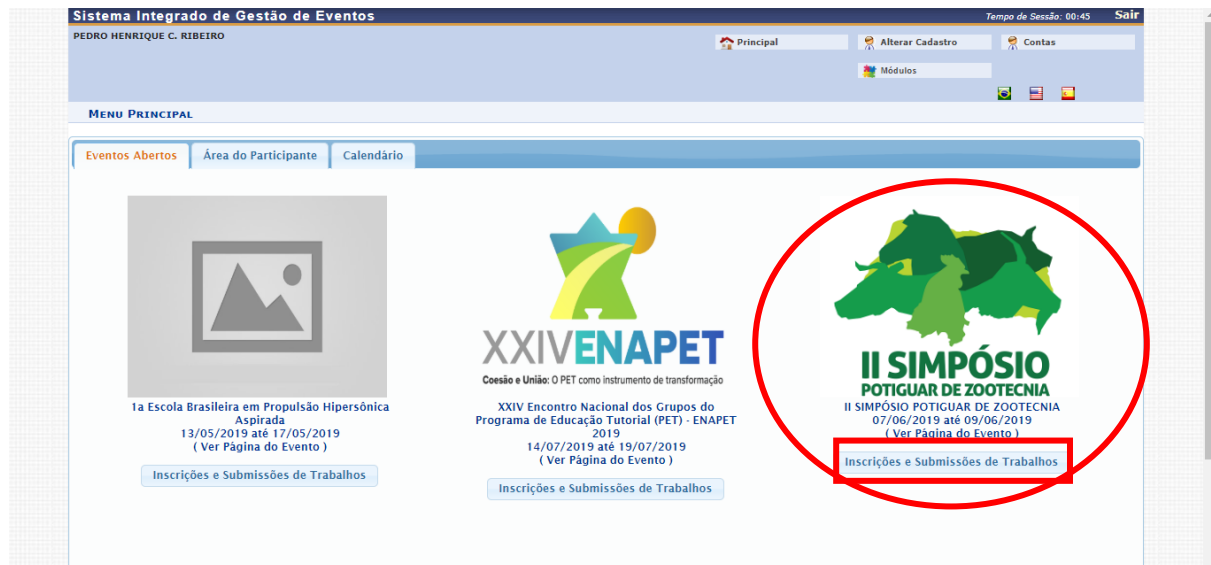 Sistema Integrado de Gestão de Eventos
Tempo de Sessão: 00:45
Sair
PEDRO HENRIQUE C. RIBEIRO
Principal
Alterar Cadastro
Contas
Módulos
MENU PRINCIPAL
Eventos Abertos
Área do Participante
Calendário
1a Escola Brasileira em Propulsão Hipersônica
Aspirada
13/05/2019 até 17/05/2019
( Ver Página do Evento )
Inscrições e Submissões de Trabalhos
XXIVENAPET
Coesão e União: O PET como instrumento de transformação
XXIV Encontro Nacional dos Grupos do
Programa de Educação Tutorial (PET) - ENAPET
2019
14/07/2019 até 19/07/2019
( Ver Página do Evento )
Inscrições e Submissões de Trabalhos
II SIMPÓSIO
POTIGUAR DE ZOOTECNIA
II SIMPÓSIO POTIGUAR DE ZOOTECNIA
07/06/2019 até 09/06/2019
( Ver Página do Evento )
Inscrições e Submissões de Trabalhos